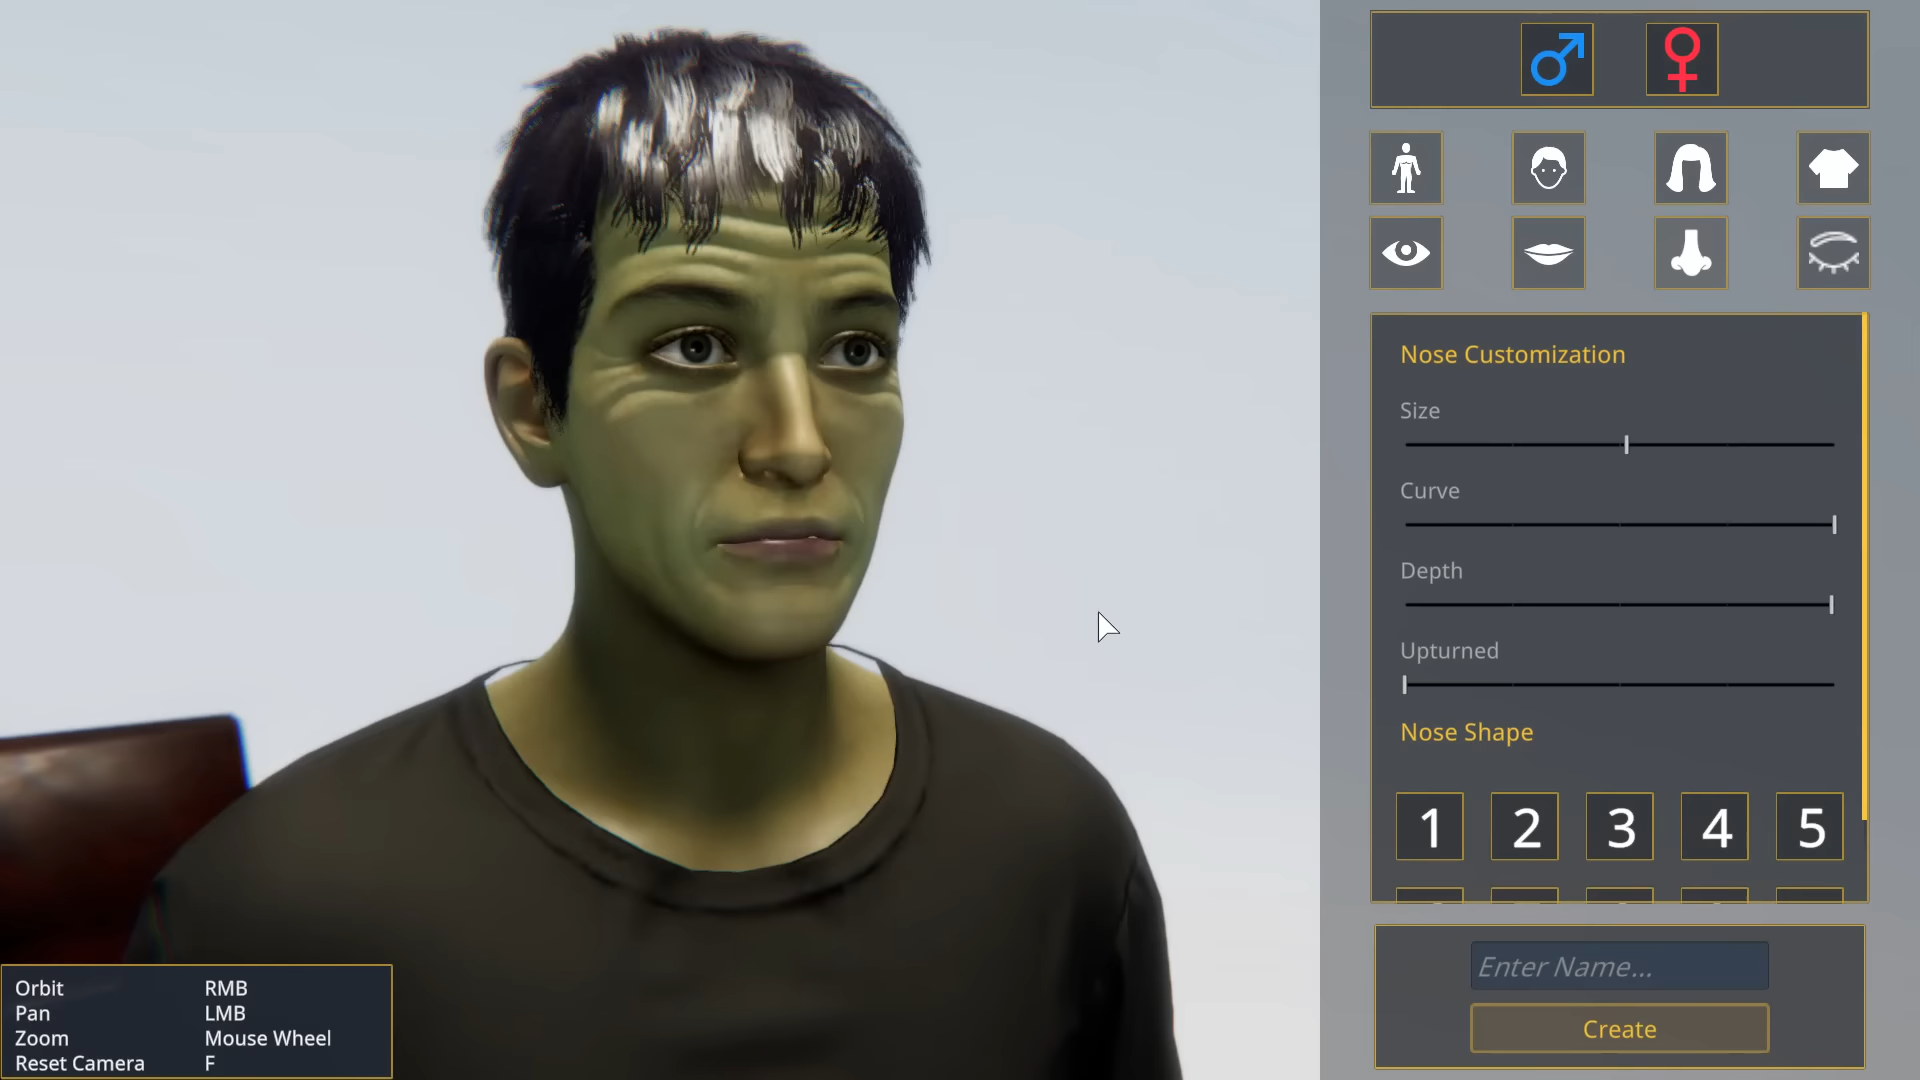 Nose Customization
Size
Curve
Depth
Upturned
Nose Shape
1 2 3 4 5
Enter Name...
Create
Orbit RMB
Pan LMB
Zoom Mouse Wheel
Reset Camera F